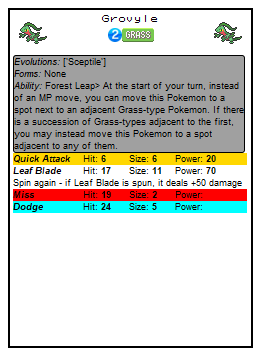 Grovyle
2 GRASS
Evolutions: ['Sceptile']
Forms: None
Ability: Forest Leap> At the start of your turn, instead
of an MP move, you can move this Pokemon to a
spot next to an adjacent Grass-type Pokemon. If there
is a succession of Grass-types adjacent to the first,
you may instead move this Pokemon to a spot
adjacent to any of them.
Quick Attack Hit: 6 Size: 6 Power: 20
Leaf Blade Hit: 17 Size: 11 Power: 70
Spin again - if Leaf Blade is spun, it deals +50 damage
Miss Hit: 19 Size: 2 Power:
Dodge Hit: 24 Size: 5 Power: